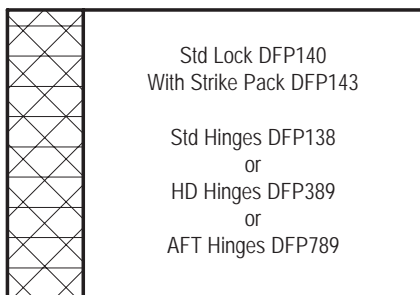 Std Lock DFP140
With Strike Pack DFP143
Std Hinges DFP138
or
HD Hinges DFP389
or
AFT Hinges DFP789